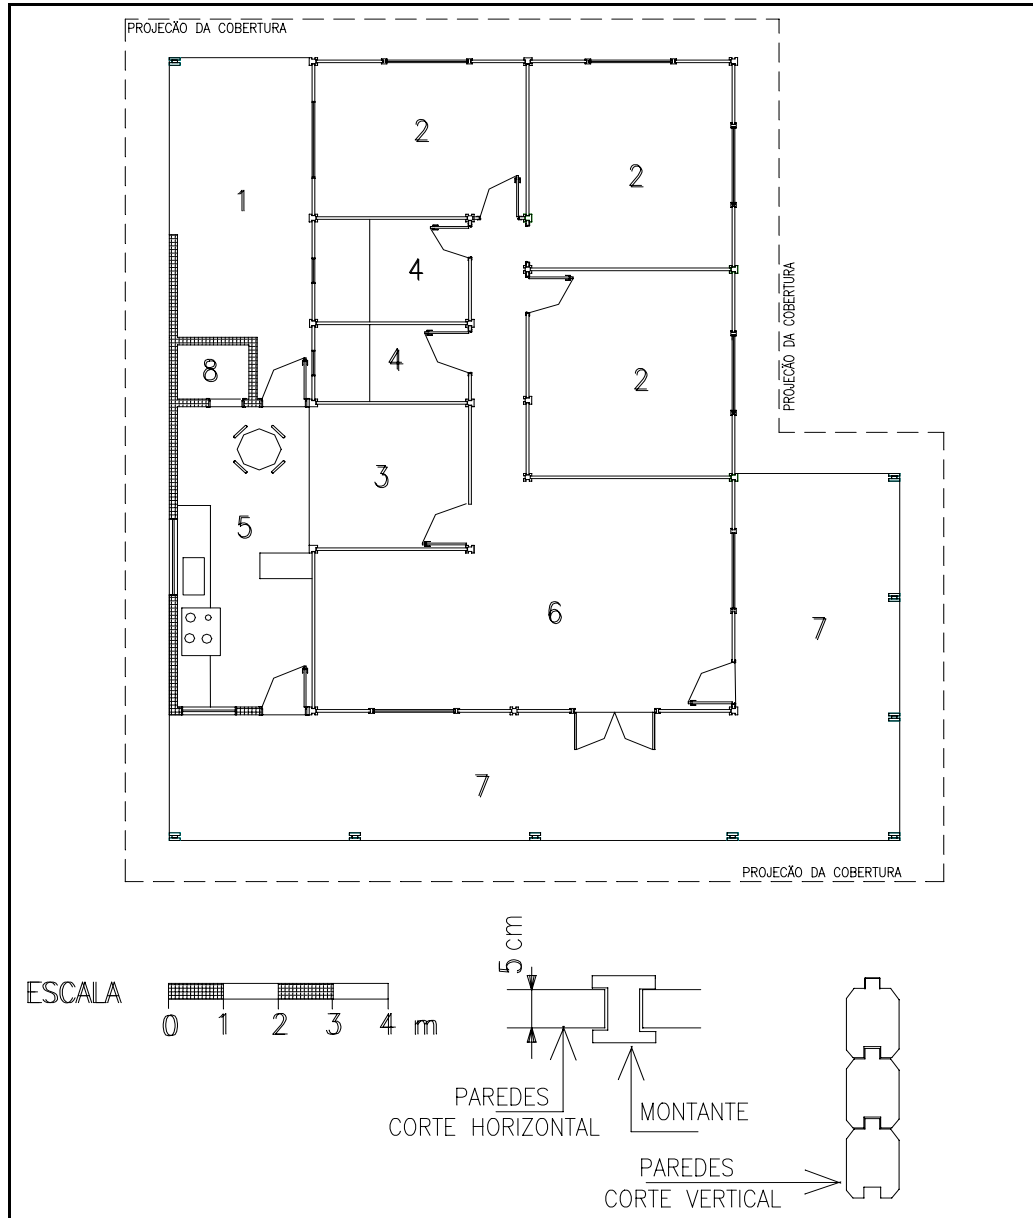 PROJEÇÃO DA COBERTURA
2
2
1
4
PROJEÇÃO DA COBERTURA
8
4
2
3
5
6
7
7
PROJEÇÃO DA COBERTURA
5 cm
ESCALA
0 1 2 3 4 m
PAREDES
CORTE HORIZONTAL
MONTANTE
PAREDES
CORTE VERTICAL